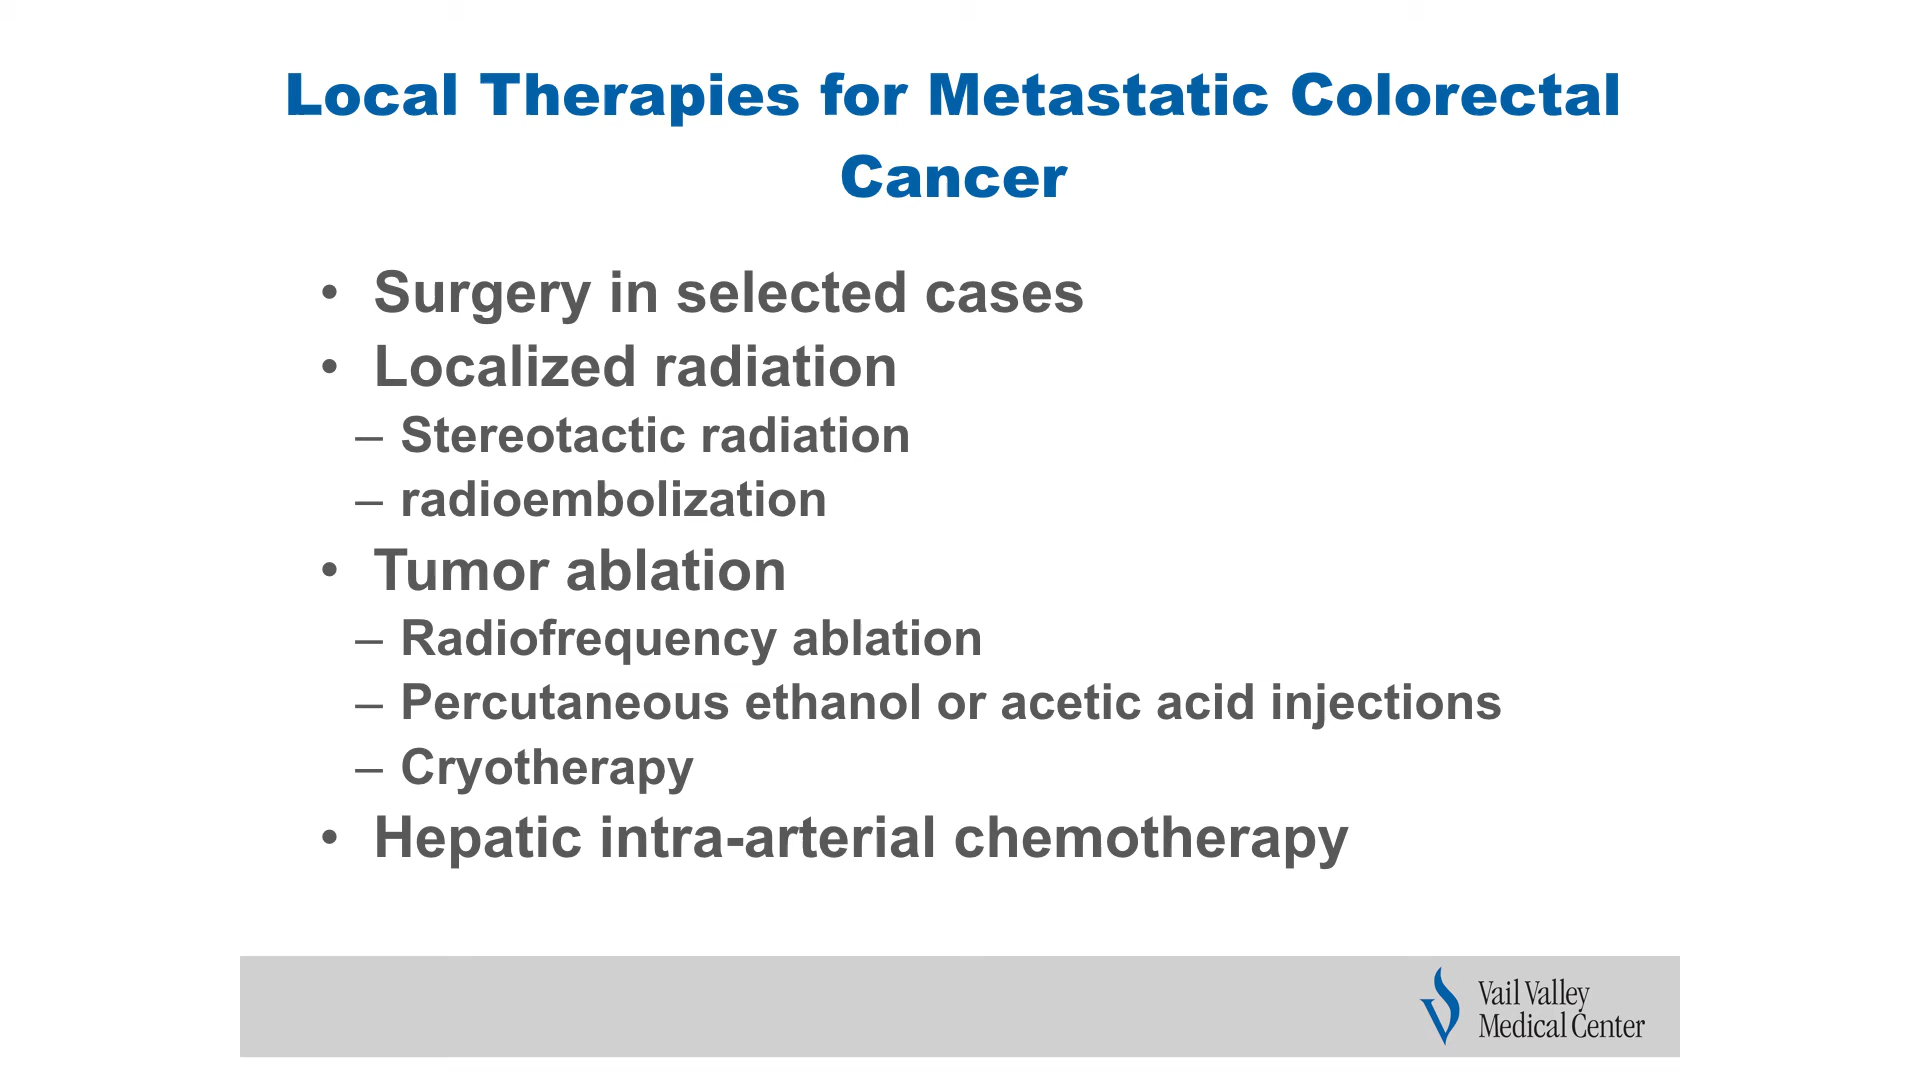 Local Therapies for Metastatic Colorectal
Cancer
• Surgery in selected cases
• Localized radiation
– Stereotactic radiation
– radioembolization
• Tumor ablation
– Radiofrequency ablation
– Percutaneous ethanol or acetic acid injections
– Cryotherapy
• Hepatic intra-arterial chemotherapy
Vail Valley
Medical Center